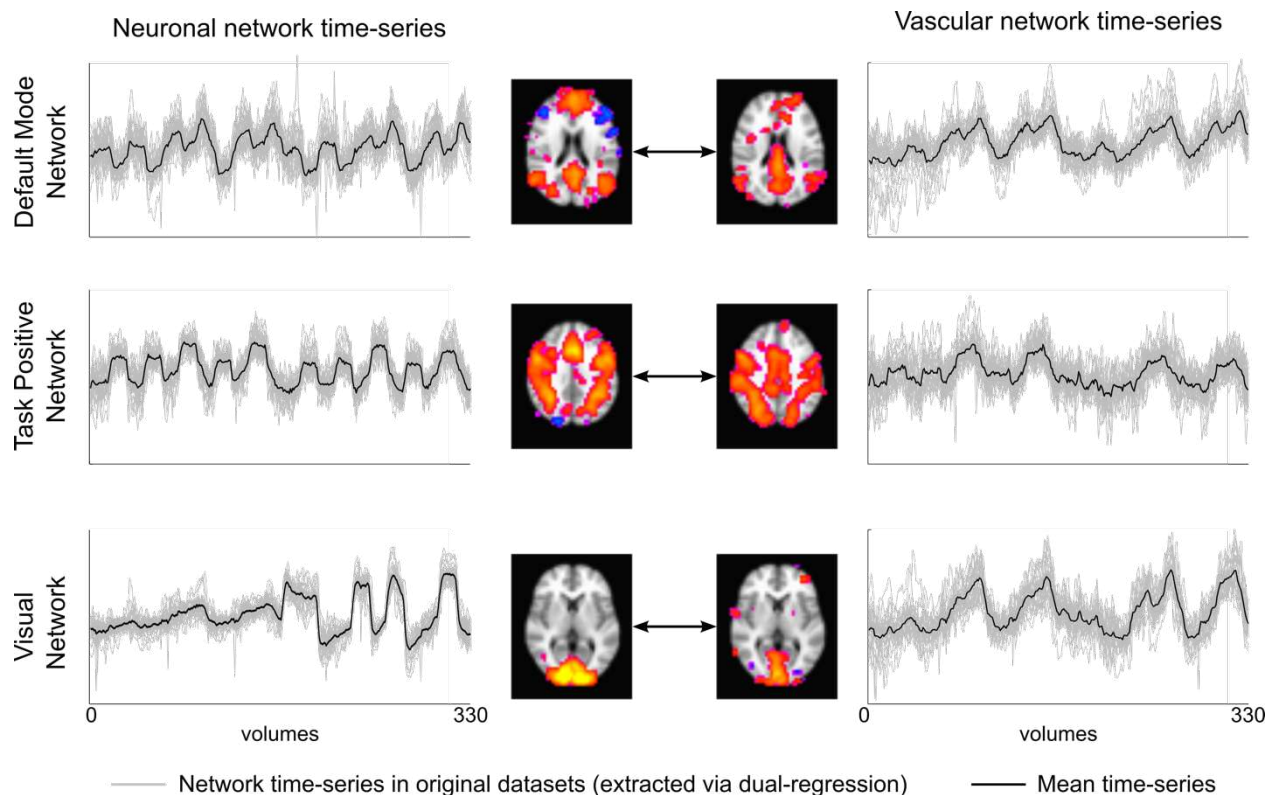 Neuronal network time-series
Vascular network time-series
Default Mode
Network
Task Positive
Network
Visual
Network
0
330
volumes
0
330
volumes
Network time-series in original datasets (extracted via dual-regression)
Mean time-series